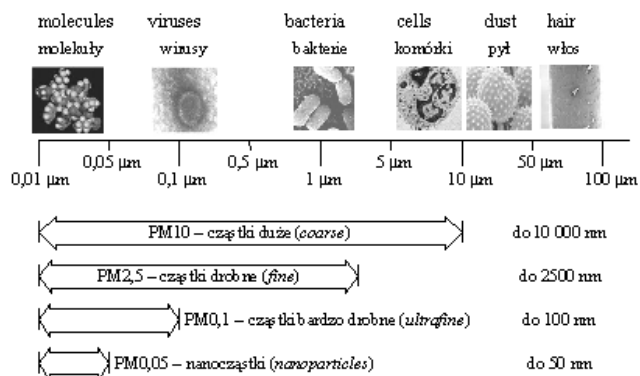 molecules viruses bacteria cells dust hair
molekuły wirusy bakterie komórki pył włos
0,05 µm 0,5 µm 5 µm 50 µm
0,01 µm 0,1 µm 1 µm 10 µm 100 µm
PM10 – cząstki duże (coarse) do 10 000 nm
PM2,5 – cząstki drobne (fine) do 2500 nm
PM0,1 – cząstki bardzo drobne (ultrafine) do 100 nm
PM0,05 – nanocząstki (nanoparticles) do 50 nm